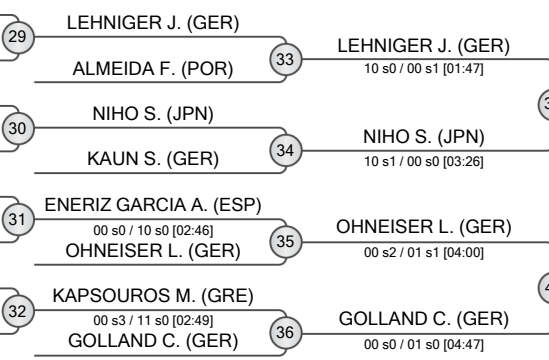 29
LEHNIGER J. (GER)
ALMEIDA F. (POR)
33
LEHNIGER J. (GER)
10 s0 / 00 s1 [01:47]
30
NIHO S. (JPN)
KAUN S. (GER)
34
NIHO S. (JPN)
10 s1 / 00 s0 [03:26]
31
ENERIZ GARCIA A. (ESP)
00 s0 / 10 s0 [02:46]
OHNEISER L. (GER)
35
OHNEISER L. (GER)
00 s2 / 01 s1 [04:00]
32
KAPSOUROS M. (GRE)
00 s3 / 11 s0 [02:49]
GOLLAND C. (GER)
36
GOLLAND C. (GER)
00 s0 / 01 s0 [04:47]